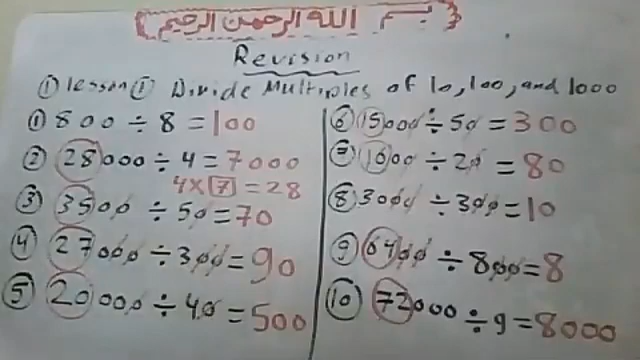 بسم الله الرحمن الرحيم
Revision
① lesson ① Divide Multiples of 10, 100, and 1000
① 800 ÷ 8 = 100
② 28000 ÷ 4 = 7000
4 × 7 = 28
③ 3500 ÷ 50 = 70
④ 27000 ÷ 300 = 90
⑤ 20000 ÷ 40 = 500
⑥ 15000 ÷ 50 = 300
⑦ 1600 ÷ 20 = 80
⑧ 3000 ÷ 300 = 10
⑨ 6400 ÷ 800 = 8
⑩ 72000 ÷ 9 = 8000